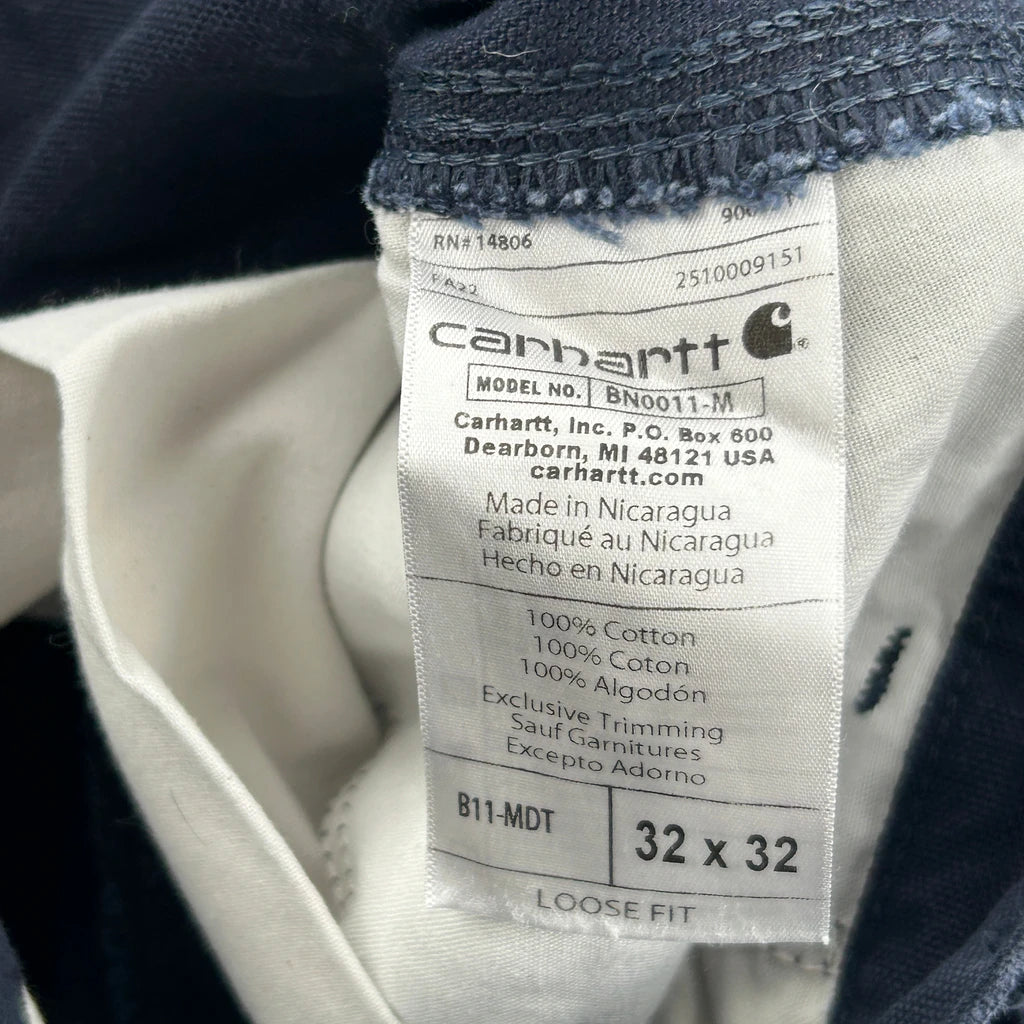 RN# 14806
2510009151
FA22
carhartt
MODEL NO. BN0011-M
Carhartt, Inc. P.O. Box 600
Dearborn, MI 48121 USA
carhartt.com
Made in Nicaragua
Fabriqué au Nicaragua
Hecho en Nicaragua
100% Cotton
100% Coton
100% Algodón
Exclusive Trimming
Sauf Garnitures
Excepto Adorno
B11-MDT
32 x 32
LOOSE FIT